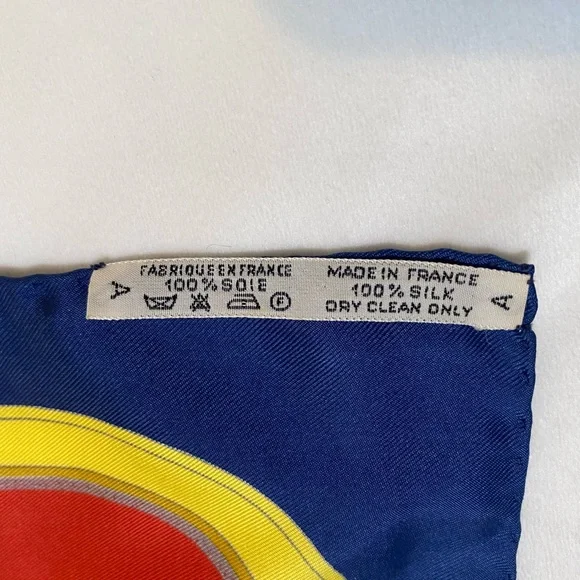 A
FABRIQUE EN FRANCE
100% SOIE
F
MADE IN FRANCE
100% SILK
DRY CLEAN ONLY
A